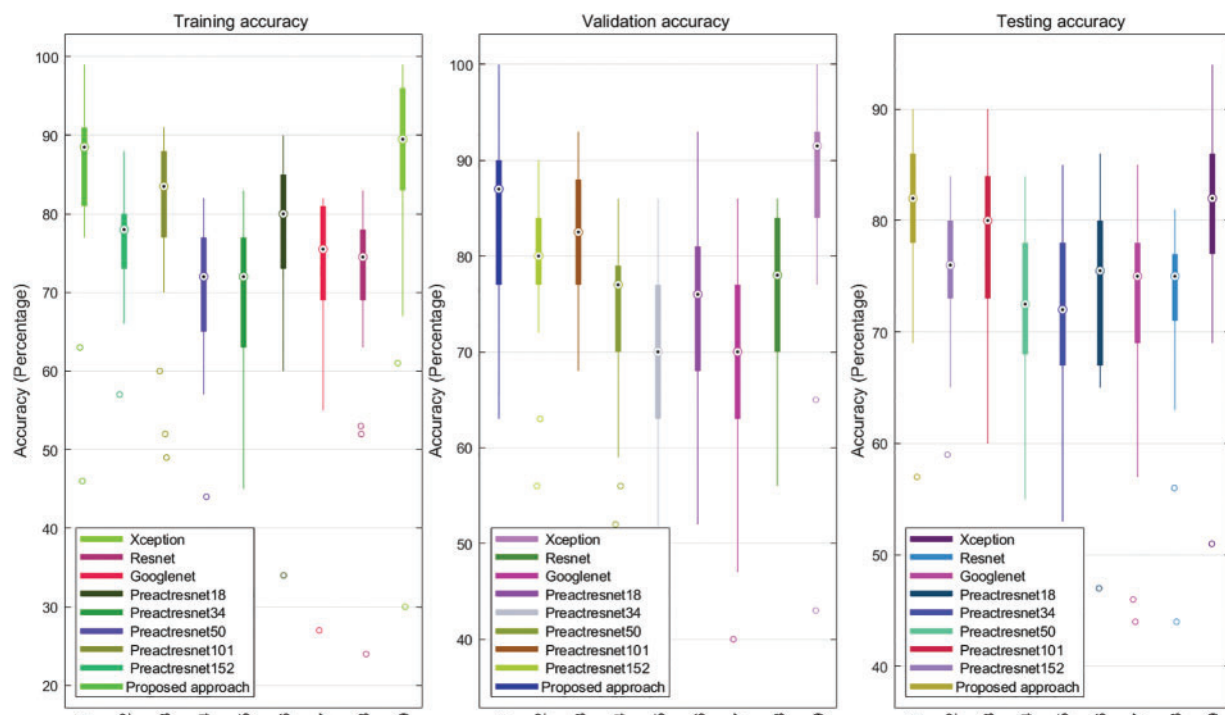 Training accuracy
Validation accuracy
Testing accuracy
Accuracy (Percentage)
100
90
80
70
60
50
40
30
20
Xception
Resnet
Googlenet
Preactresnet18
Preactresnet34
Preactresnet50
Preactresnet101
Preactresnet152
Proposed approach
Accuracy (Percentage)
100
90
80
70
60
50
40
Xception
Resnet
Googlenet
Preactresnet18
Preactresnet34
Preactresnet50
Preactresnet101
Preactresnet152
Proposed approach
Accuracy (Percentage)
90
80
70
60
50
40
Xception
Resnet
Googlenet
Preactresnet18
Preactresnet34
Preactresnet50
Preactresnet101
Preactresnet152
Proposed approach